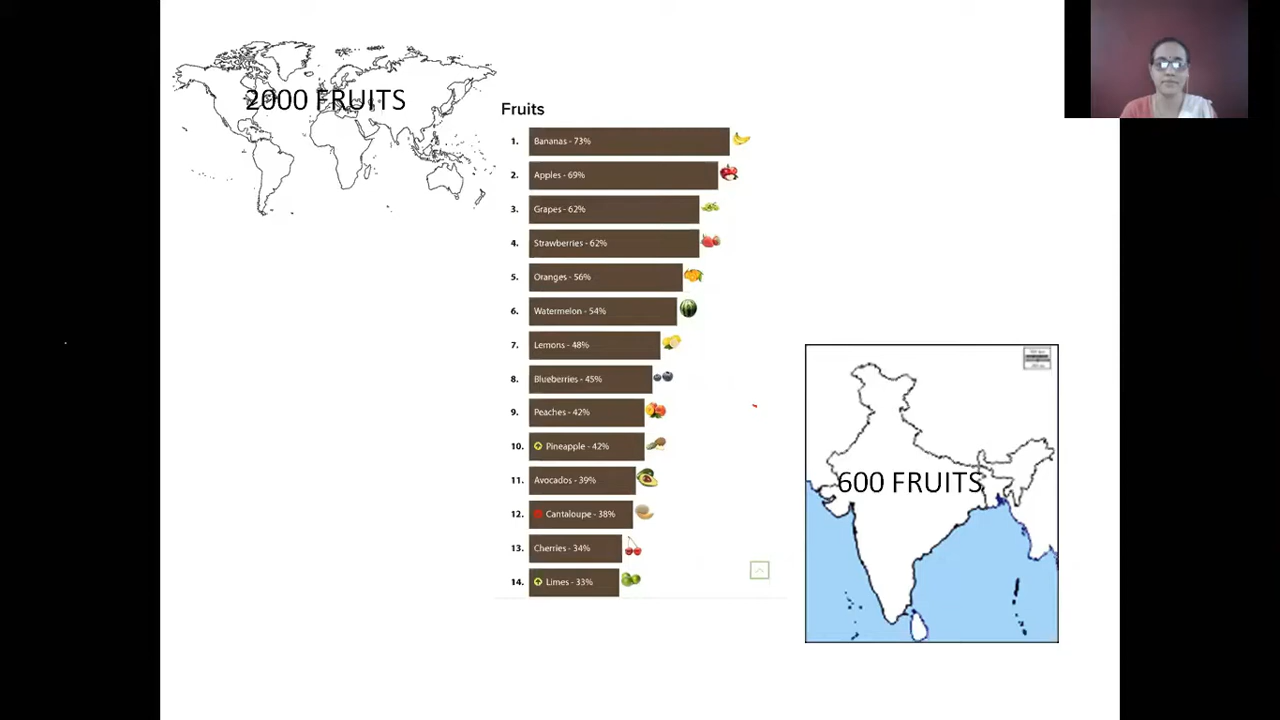 2000 FRUITS
Fruits
1. Bananas - 73%
2. Apples - 69%
3. Grapes - 62%
4. Strawberries - 62%
5. Oranges - 56%
6. Watermelon - 54%
7. Lemons - 48%
8. Blueberries - 45%
9. Peaches - 42%
10. Pineapple - 42%
11. Avocados - 39%
12. Cantaloupe - 38%
13. Cherries - 34%
14. Limes - 33%
600 FRUITS